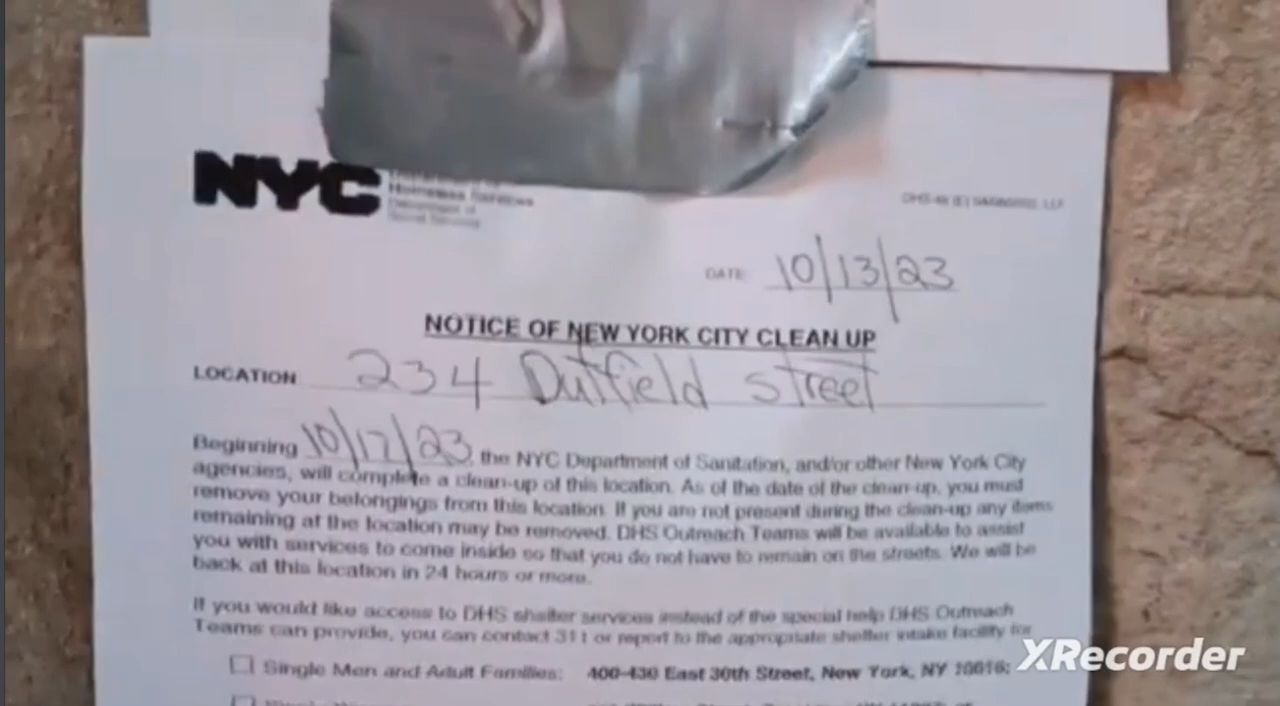 NYC
Homeless Services
Department of
Social Services
DATE: 10/13/23
NOTICE OF NEW YORK CITY CLEAN UP
LOCATION 234 Duffield street
Beginning 10/17/23, the NYC Department of Sanitation, and/or other New York City
agencies, will complete a clean-up of this location. As of the date of the clean-up, you must
remove your belongings from this location. If you are not present during the clean-up any items
remaining at the location may be removed. DHS Outreach Teams will be available to assist
you with services to come inside so that you do not have to remain on the streets. We will be
back at this location in 24 hours or more.
If you would like access to DHS shelter services instead of the special help DHS Outreach
Teams can provide, you can contact 311 or report to the appropriate shelter intake facility for
Single Men and Adult Families: 400-430 East 30th Street, New York, NY 10016;
XRecorder